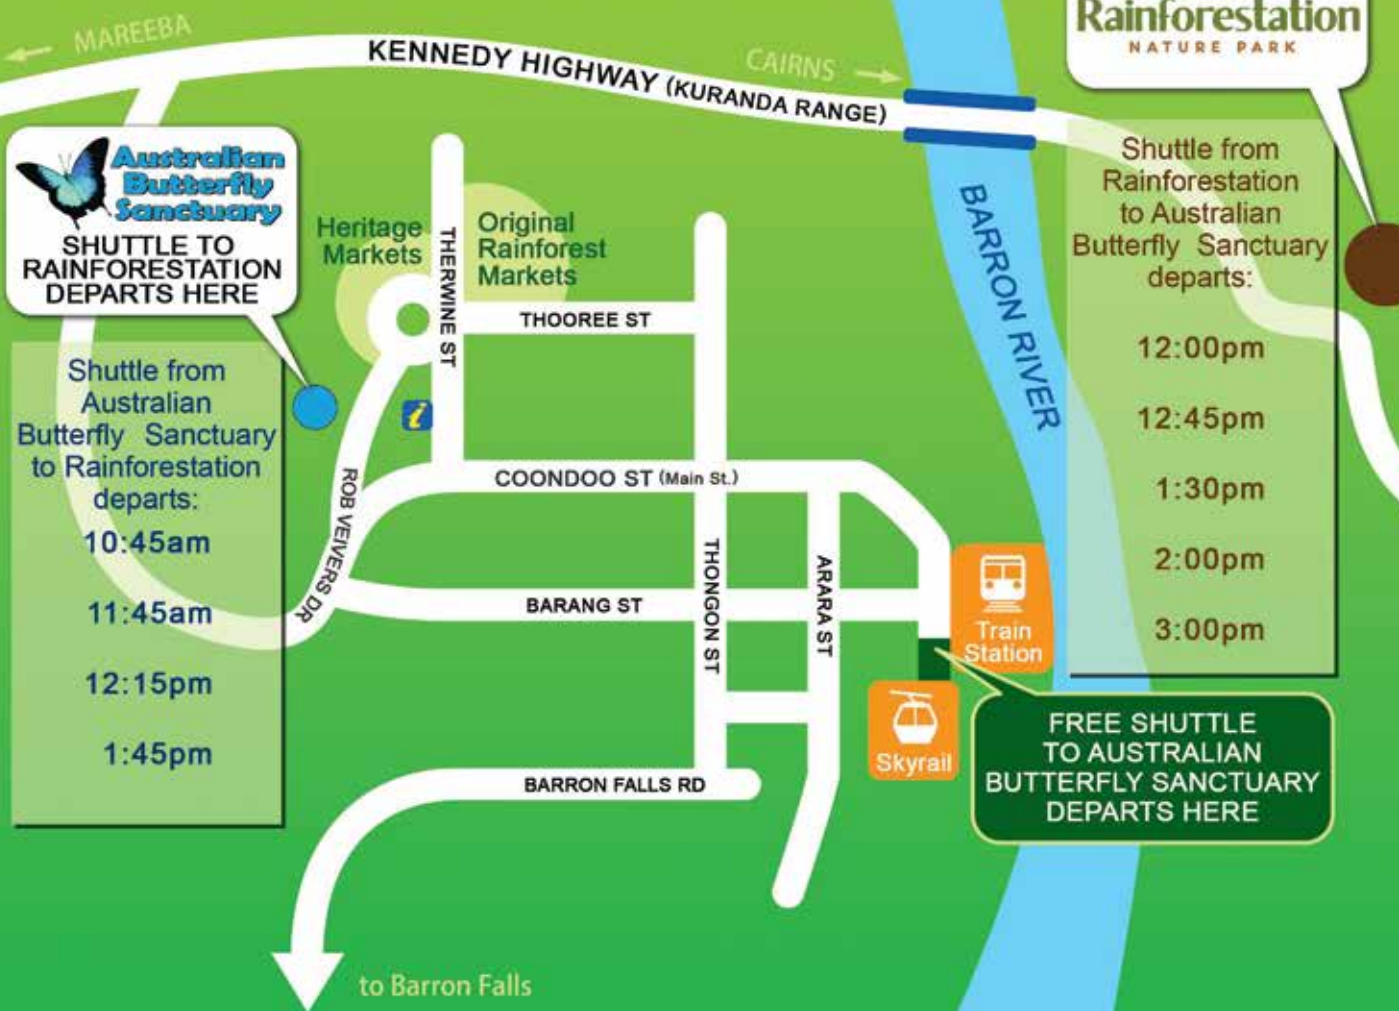 MAREEBA
KENNEDY HIGHWAY (KURANDA RANGE)
CAIRNS
Rainforestation
NATURE PARK
Australian
Butterfly
Sanctuary
SHUTTLE TO
RAINFORESTATION
DEPARTS HERE
Shuttle from
Australian
Butterfly Sanctuary
to Rainforestation
departs:
10:45am
11:45am
12:15pm
1:45pm
Heritage
Markets
THERWINE ST
Original
Rainforest
Markets
THOOREE ST
i
ROB VEIVERS DR
COONDOO ST (Main St.)
THONGON ST
ARARA ST
BARANG ST
BARRON FALLS RD
to Barron Falls
BARRON RIVER
Train
Station
Skyrail
FREE SHUTTLE
TO AUSTRALIAN
BUTTERFLY SANCTUARY
DEPARTS HERE
Shuttle from
Rainforestation
to Australian
Butterfly Sanctuary
departs:
12:00pm
12:45pm
1:30pm
2:00pm
3:00pm